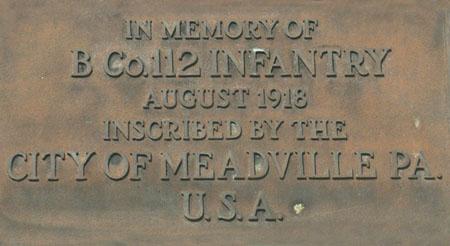 IN MEMORY OF
B Co. 112 INFANTRY
AUGUST 1918
INSCRIBED BY THE
CITY OF MEADVILLE PA.
U.S.A.